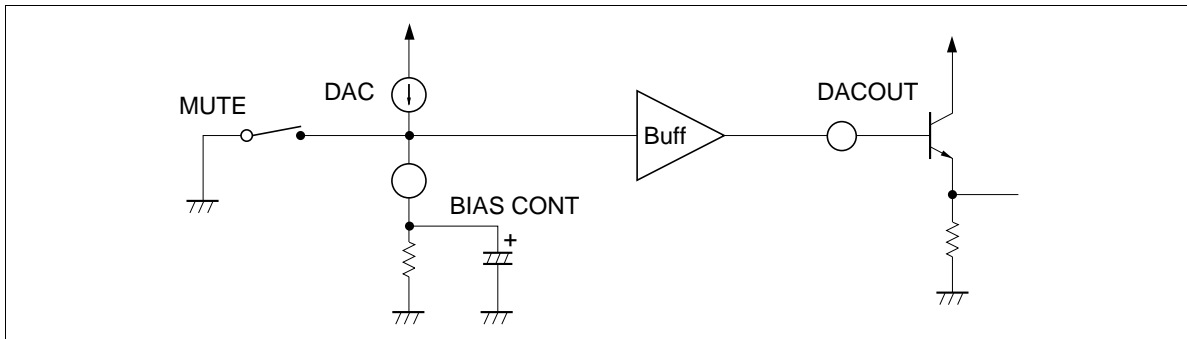 MUTE
DAC
Buff
DACOUT
BIAS CONT
+